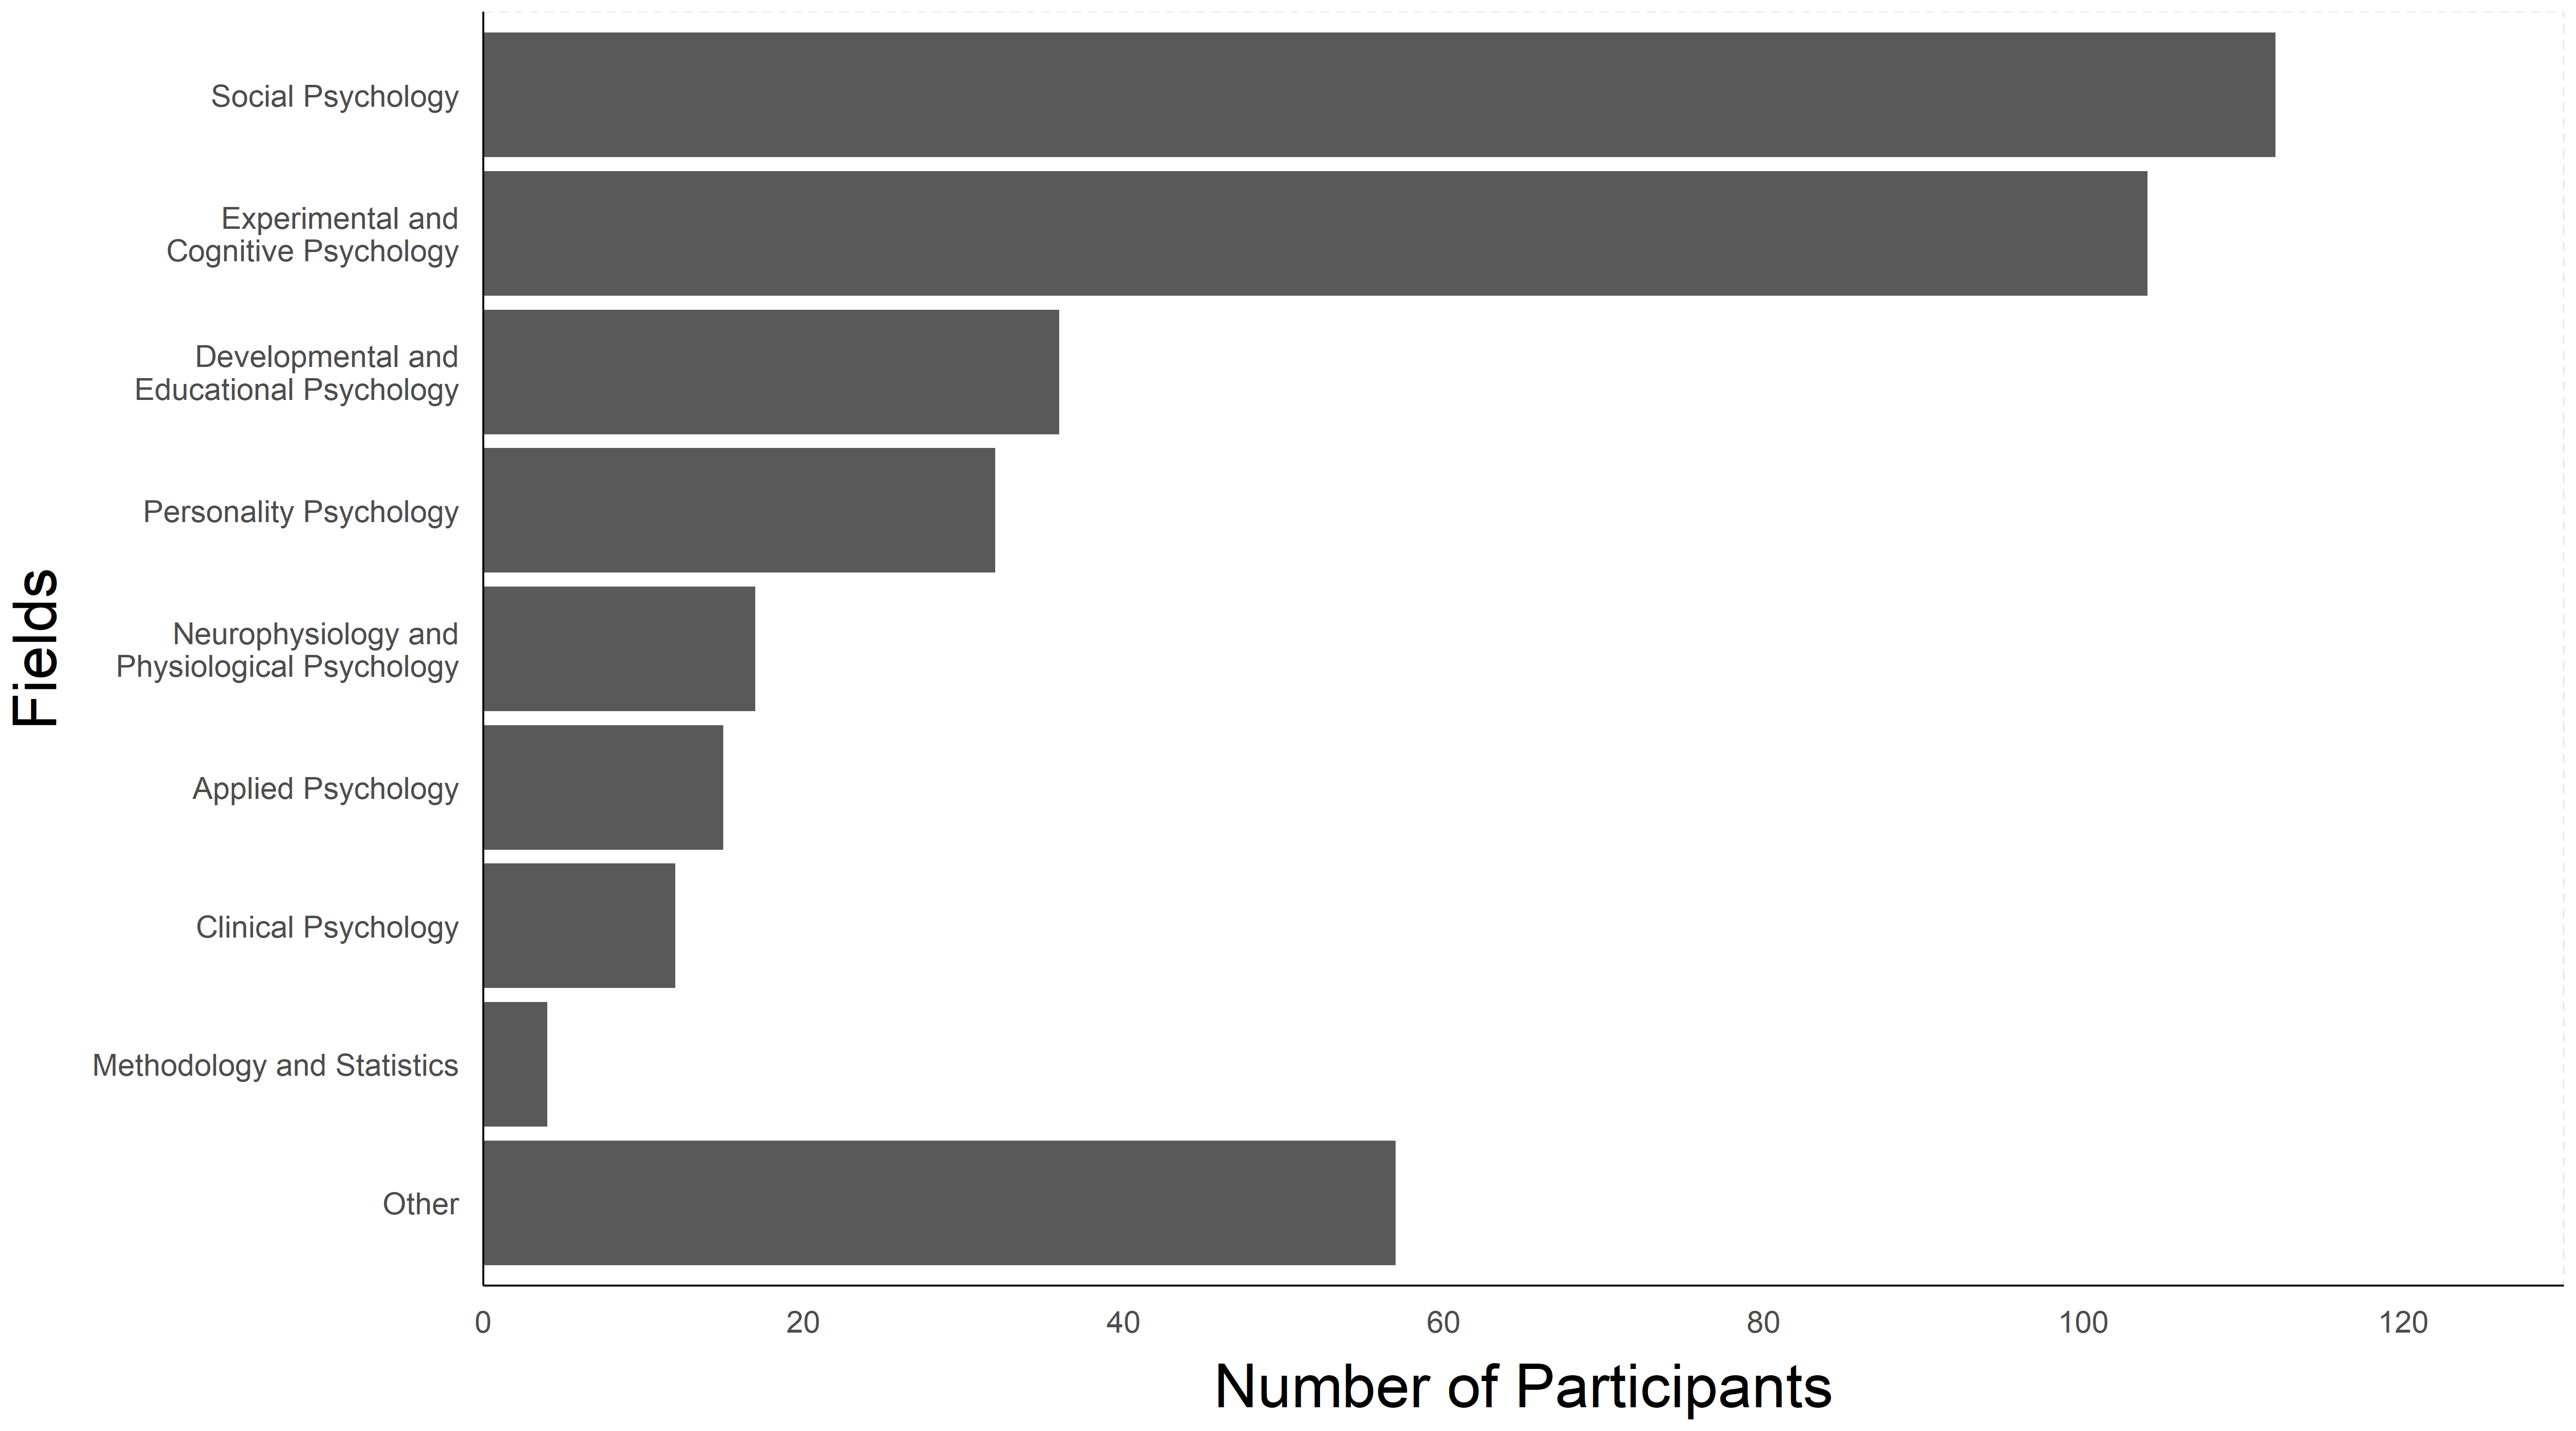 Social Psychology
Experimental and
Cognitive Psychology
Developmental and
Educational Psychology
Personality Psychology
Neurophysiology and
Physiological Psychology
Applied Psychology
Clinical Psychology
Methodology and Statistics
Other
Fields
0 20 40 60 80 100 120
Number of Participants